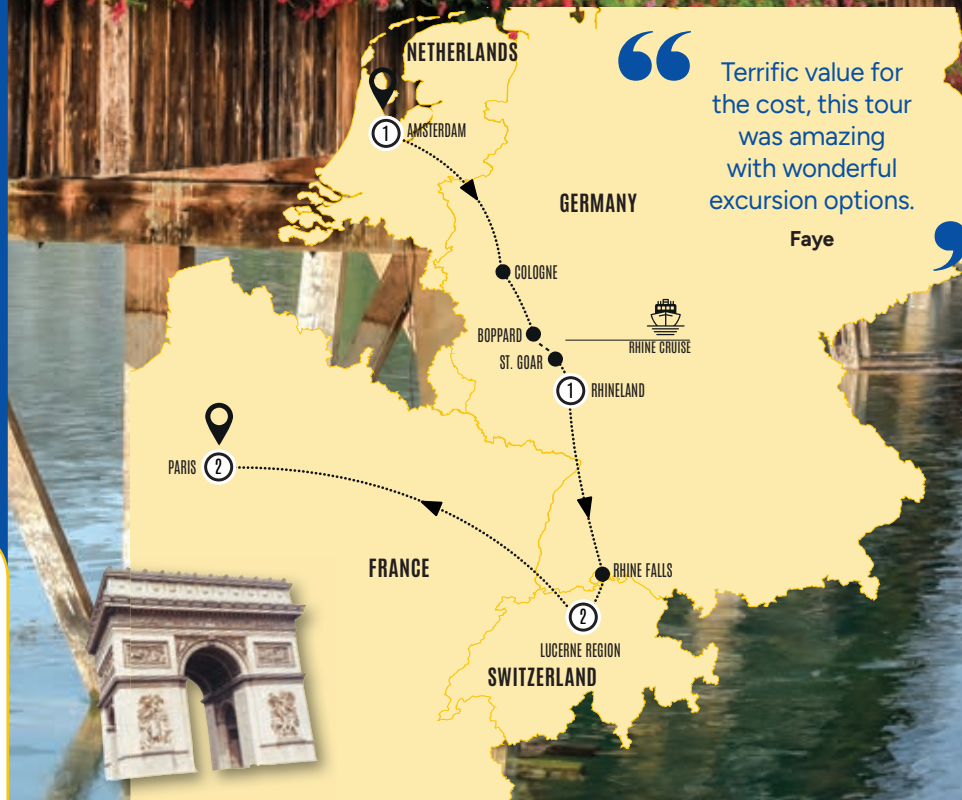 NETHERLANDS
1 AMSTERDAM
“
Terrific value for
the cost, this tour
was amazing
with wonderful
excursion options.
”
Faye
GERMANY
COLOGNE
BOPPARD
RHINE CRUISE
ST. GOAR
1 RHINELAND
PARIS 2
FRANCE
RHINE FALLS
2
LUCERNE REGION
SWITZERLAND